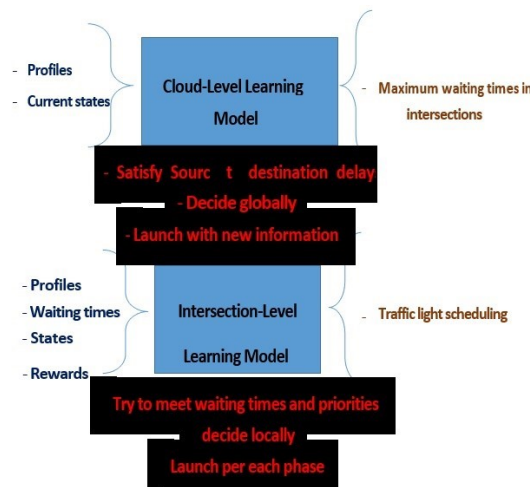 - Profiles
- Current states
Cloud-Level Learning
Model
- Maximum waiting times in
intersections
- Satisfy Sourc t destination delay
- Decide globally
- Launch with new information
- Profiles
- Waiting times
- States
- Rewards
Intersection-Level
Learning Model
- Traffic light scheduling
Try to meet waiting times and priorities
decide locally
Launch per each phase